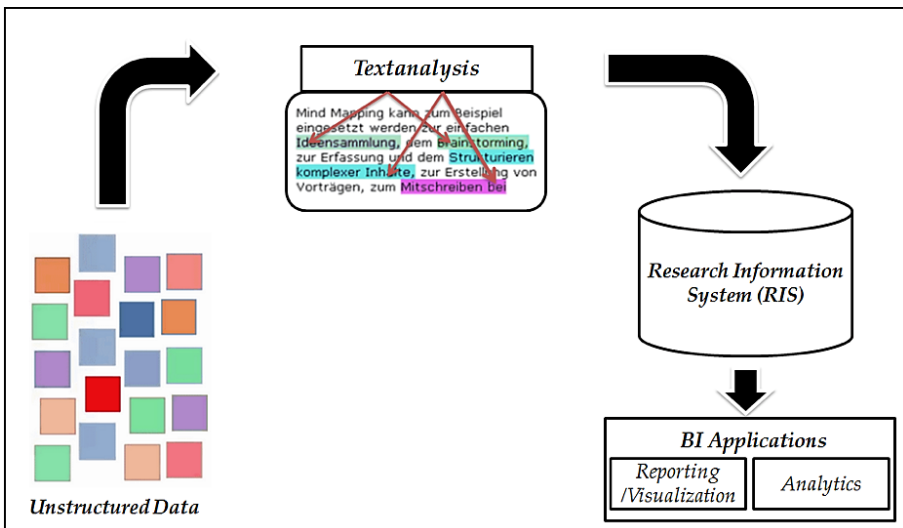 Textanalysis
Mind Mapping kann zum Beispiel
eingesetzt werden zur einfachen
Ideensammlung, dem Brainstorming,
zur Erfassung und dem Strukturieren
komplexer Inhalte, zur Erstellung von
Vorträgen, zum Mitschreiben bei
Research Information
System (RIS)
BI Applications
Reporting
/Visualization
Analytics
Unstructured Data